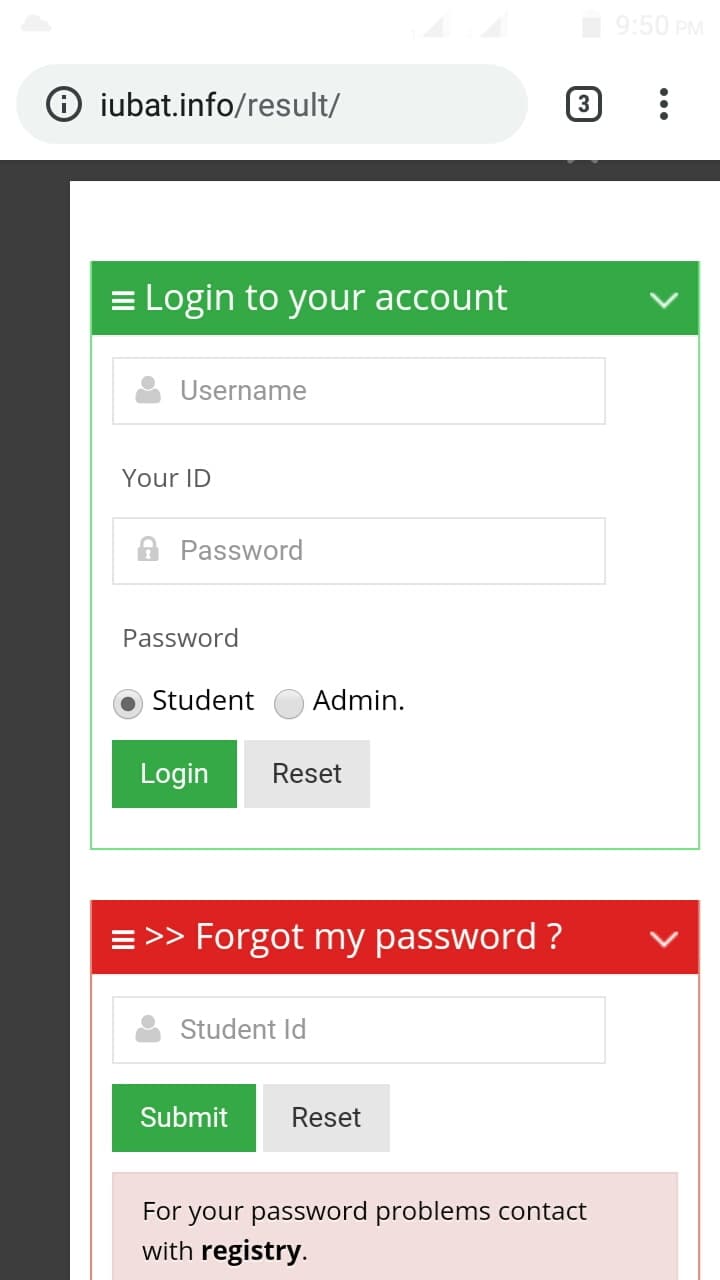 9:50 PM
iubat.info/result/
3
Login to your account
Username
Your ID
Password
Password
Student Admin.
Login Reset
>> Forgot my password ?
Student Id
Submit Reset
For your password problems contact
with registry.